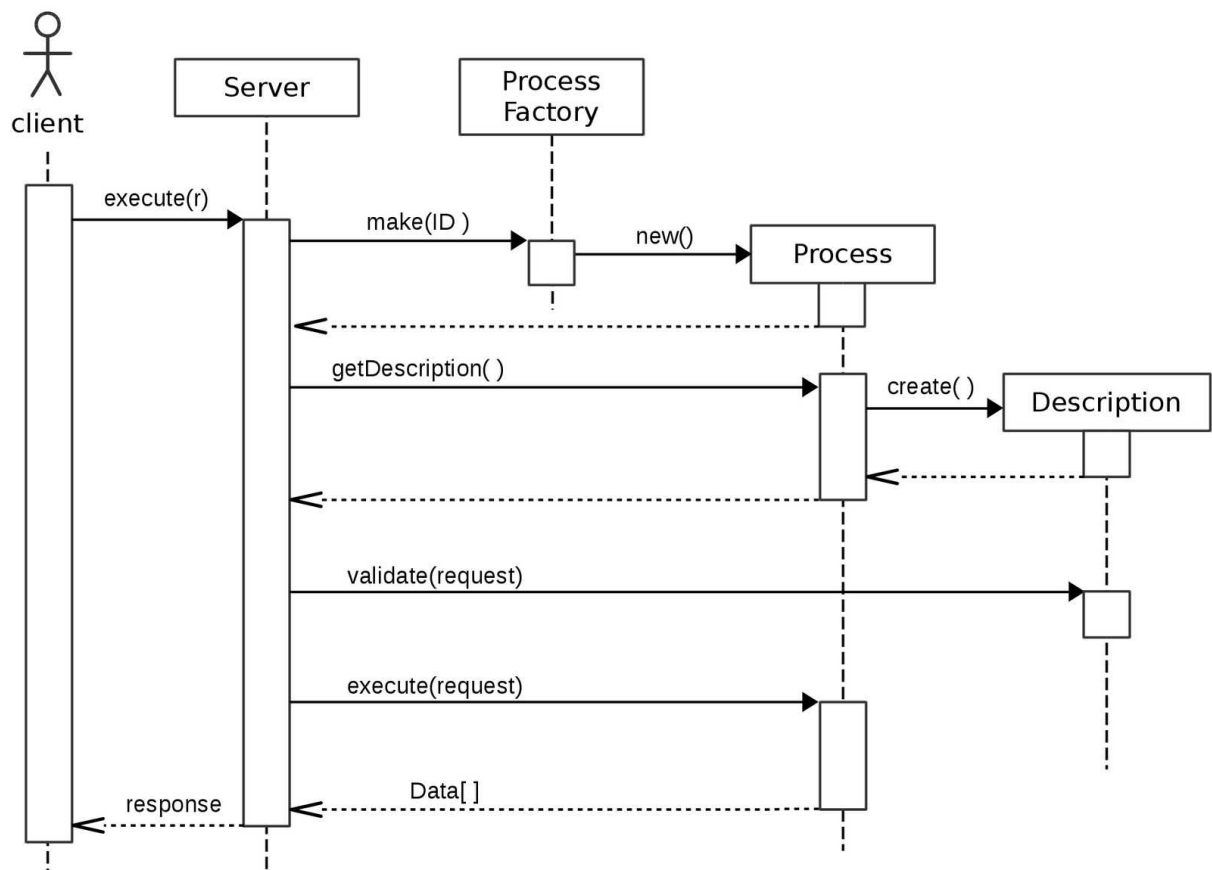 Server
Process
Factory
client
execute(r)
make(ID )
new()
Process
getDescription( )
create( )
Description
validate(request)
execute(request)
Data[ ]
response